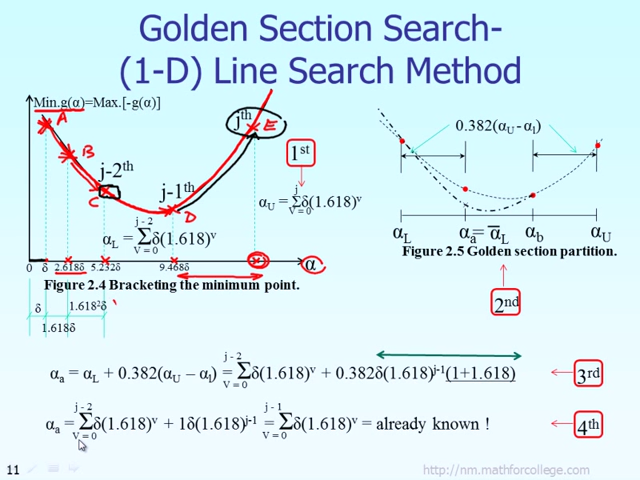 Golden Section Search-
(1-D) Line Search Method
Min.g(α)=Max.[-g(α)]
A
B
C
D
E
jth
j-2th
j-1th
1st
αU = Σδ(1.618)v
j
V = 0
αL = Σδ(1.618)v
j - 2
V = 0
0 δ 2.618δ 5.232δ 9.468δ α
Figure 2.4 Bracketing the minimum point.
δ 1.618²δ
1.618δ
0.382(αU - αl)
αL αa = αL αb αU
Figure 2.5 Golden section partition.
2nd
αa = αL + 0.382(αU – αl) = Σδ(1.618)v + 0.382δ(1.618)j-1(1+1.618)
j - 2
V = 0
3rd
αa = Σδ(1.618)v + 1δ(1.618)j-1 = Σδ(1.618)v = already known !
j - 2 j - 1
V = 0 V = 0
4th
11 http://nm.mathforcollege.com